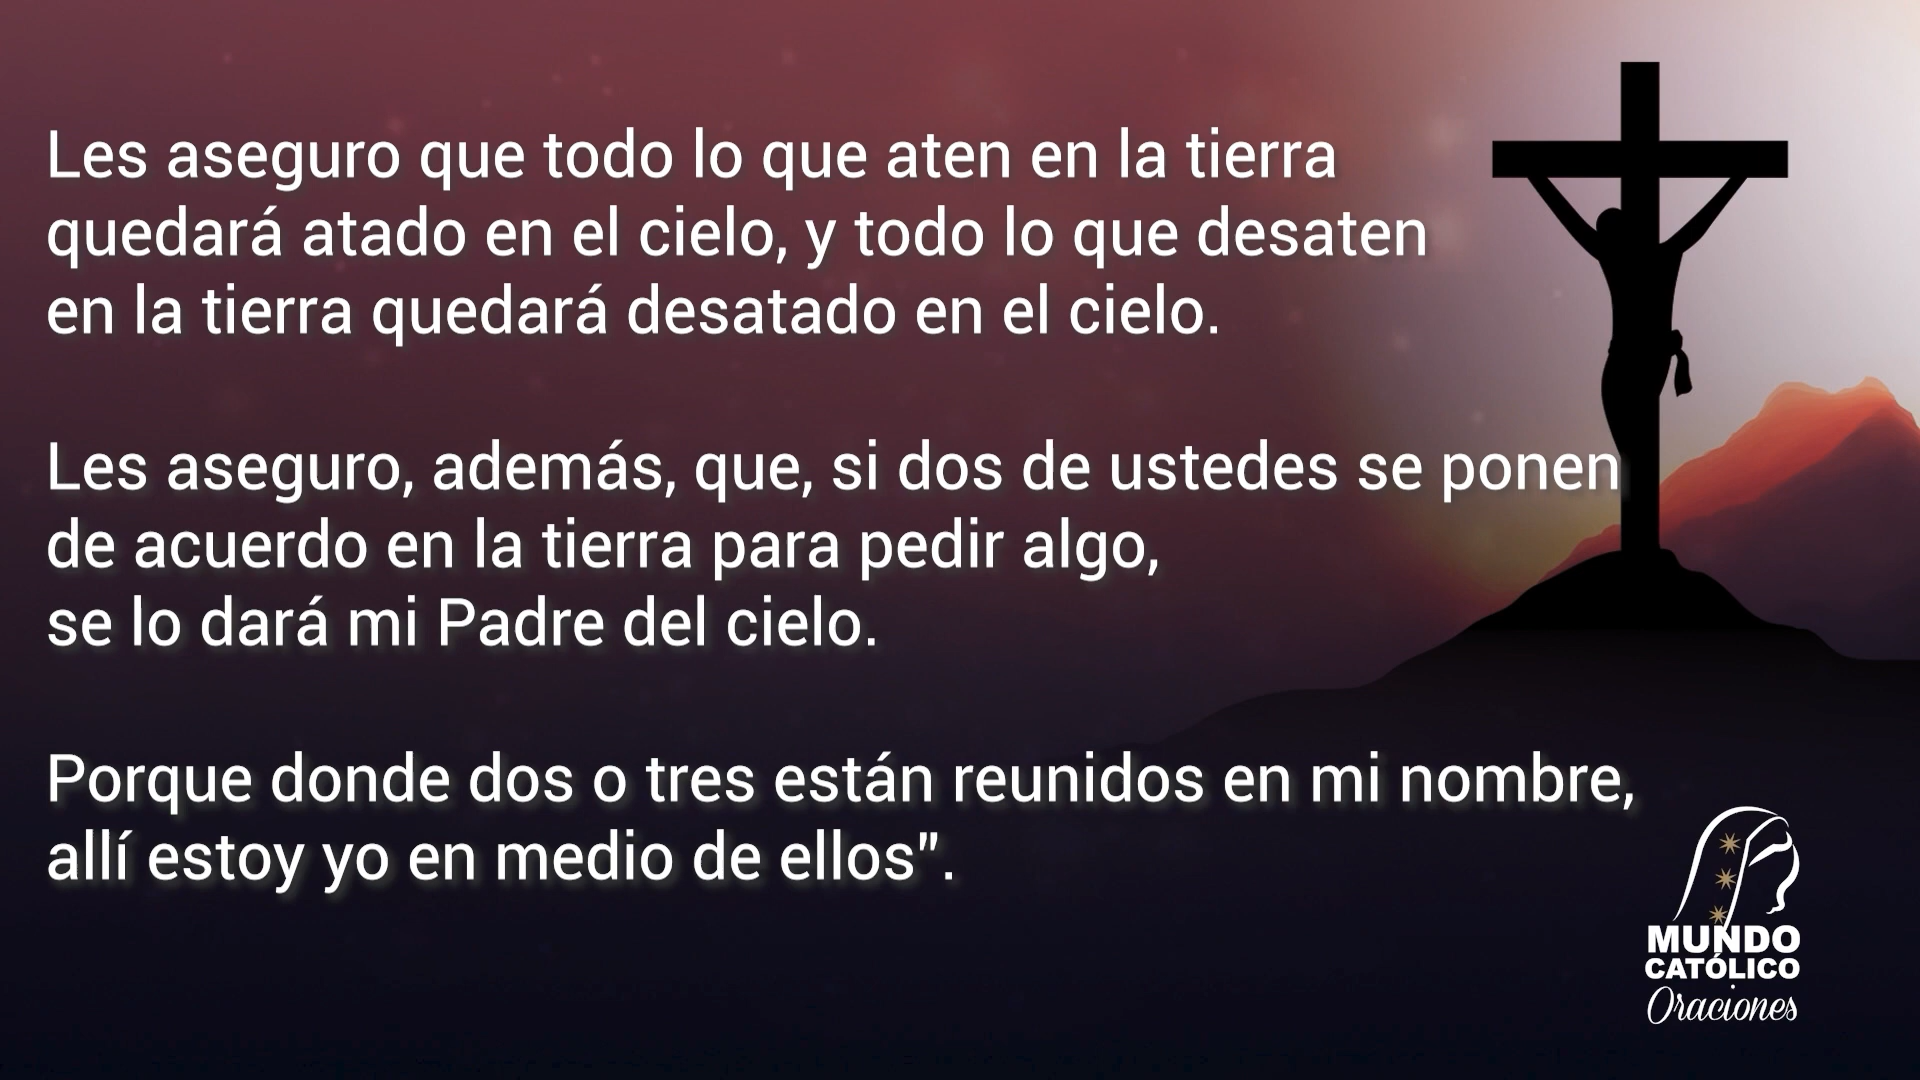 Les aseguro que todo lo que aten en la tierra
quedará atado en el cielo, y todo lo que desaten
en la tierra quedará desatado en el cielo.
Les aseguro, además, que, si dos de ustedes se ponen
de acuerdo en la tierra para pedir algo,
se lo dará mi Padre del cielo.
Porque donde dos o tres están reunidos en mi nombre,
allí estoy yo en medio de ellos".
MUNDO
CATÓLICO
Oraciones